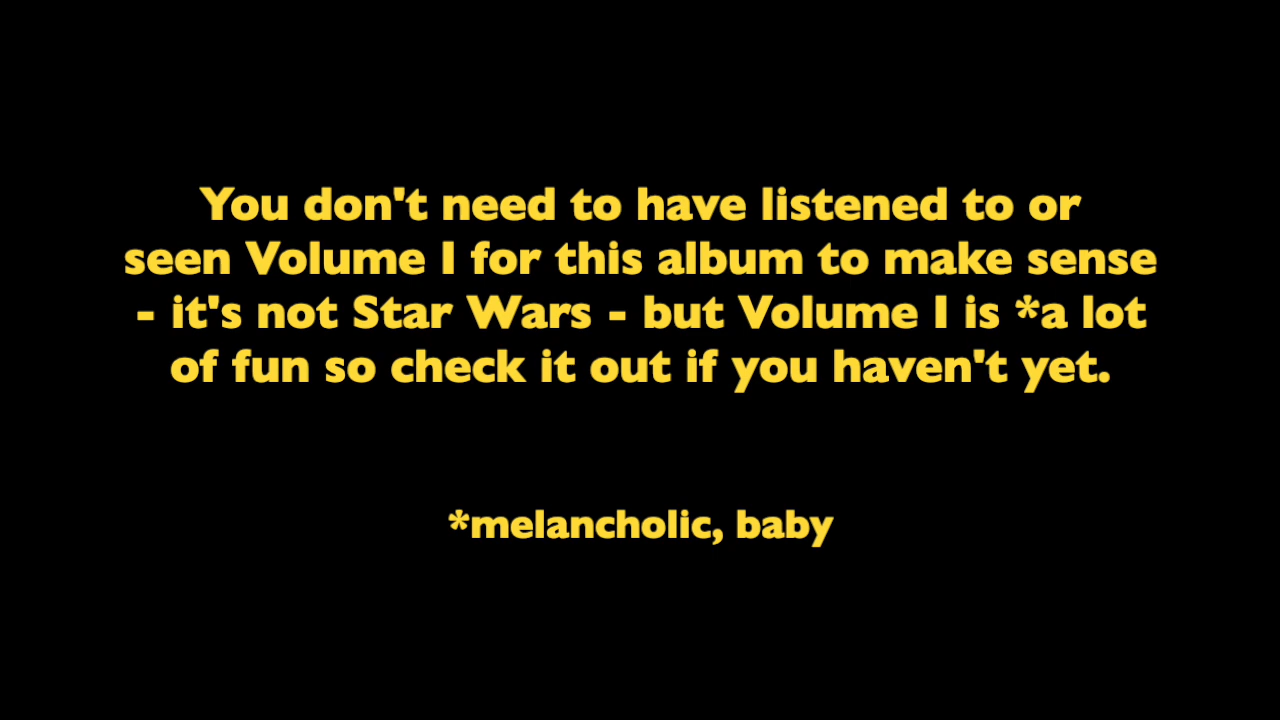 You don't need to have listened to or
seen Volume I for this album to make sense
- it's not Star Wars - but Volume I is *a lot
of fun so check it out if you haven't yet.
*melancholic, baby